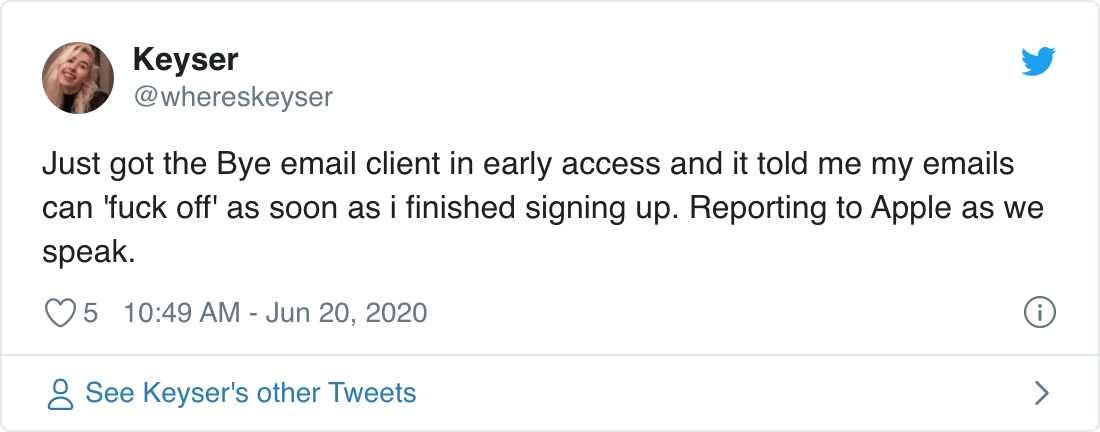 Keyser
@whereskeyser
Just got the Bye email client in early access and it told me my emails
can 'fuck off' as soon as i finished signing up. Reporting to Apple as we
speak.
5 10:49 AM - Jun 20, 2020
See Keyser's other Tweets